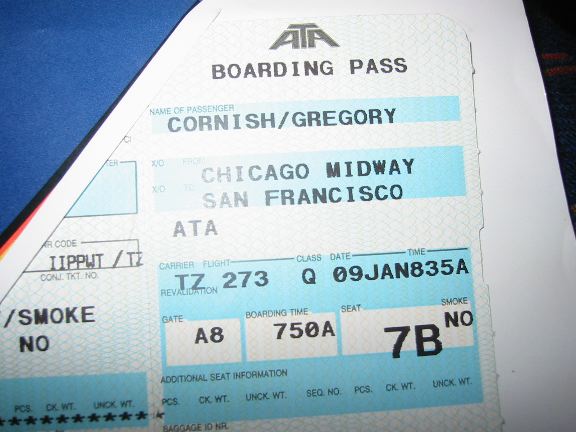 ATA
BOARDING PASS
NAME OF PASSENGER
CORNISH/GREGORY
X/O FROM CHICAGO MIDWAY
X/O TO SAN FRANCISCO
ATA
CARRIER FLIGHT CLASS DATE TIME
TZ 273 Q 09JAN835A
REVALIDATION
GATE BOARDING TIME SEAT SMOKE
A8 750A 7B NO
ADDITIONAL SEAT INFORMATION
PCS. CK. WT. UNCK. WT. SEQ. NO. PCS. CK. WT. UNCK. WT.
BAGGAGE ID NR.
CODE
IIPPWT /TZ
CONJ. TKT. NO.
/SMOKE
NO
PCS. CK. WT. UNCK. WT.